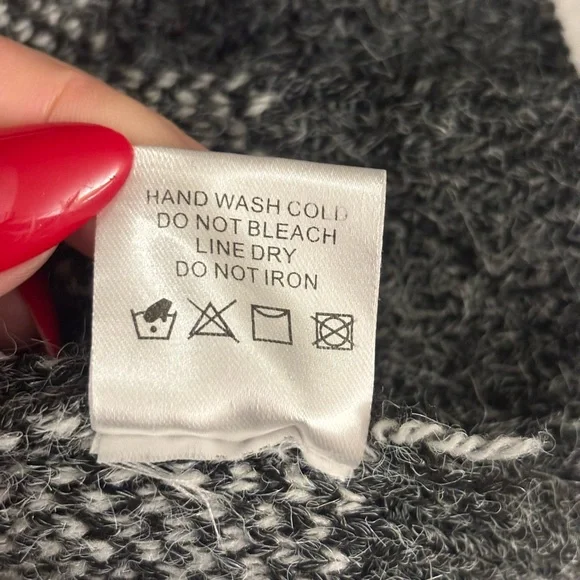 HAND WASH COLD
DO NOT BLEACH
LINE DRY
DO NOT IRON